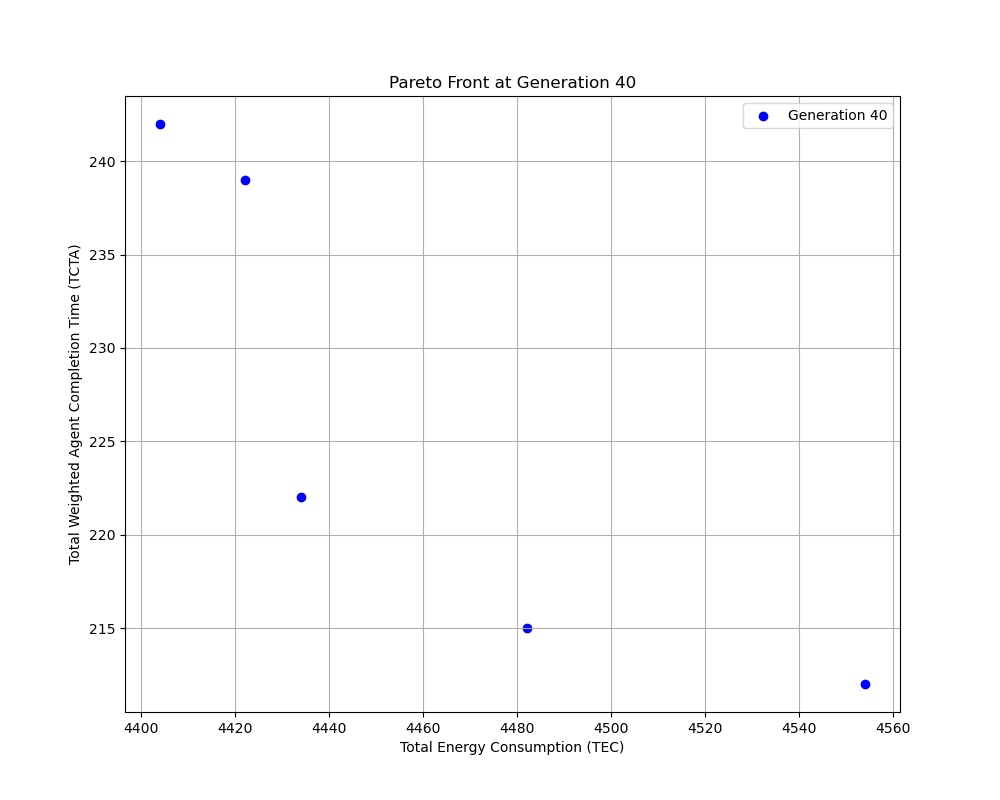 Pareto Front at Generation 40
Generation 40
240
235
230
225
220
215
Total Weighted Agent Completion Time (TCTA)
4400 4420 4440 4460 4480 4500 4520 4540 4560
Total Energy Consumption (TEC)